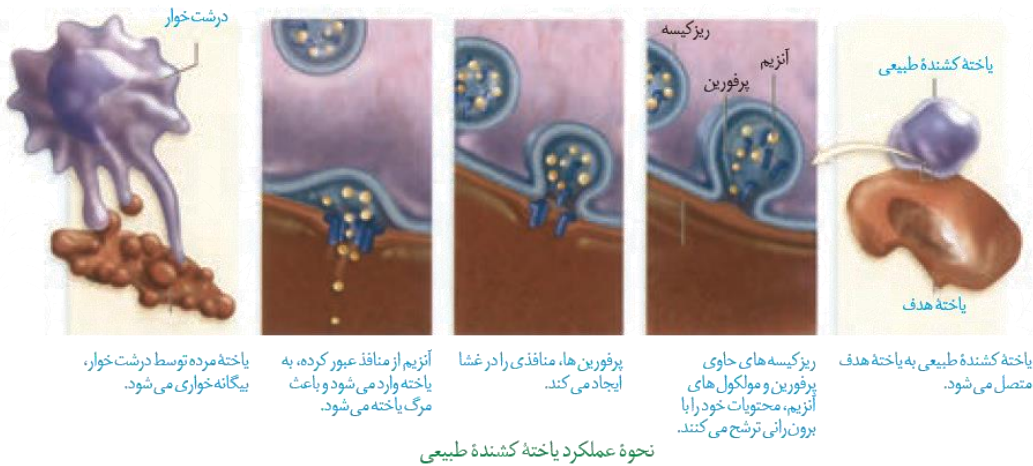 یاختهٔ کشندهٔ طبیعی
یاختهٔ هدف
یاختهٔ کشندهٔ طبیعی به یاختهٔ هدف
متصل می‌شود.
ریزکیسه
آنزیم
پرفورین
ریزکیسه‌های حاوی
پرفورین و مولکول‌های
آنزیم، محتویات خود را با
برون‌رانی ترشح می‌کنند.
پرفورین‌ها، منافذی را در غشا
ایجاد می‌کند.
آنزیم از منافذ عبور کرده، به
یاخته وارد می‌شود و باعث
مرگ یاخته می‌شود.
درشت‌خوار
یاختهٔ مرده توسط درشت‌خوار،
بیگانه‌خواری می‌شود.
نحوهٔ عملکرد یاختهٔ کشندهٔ طبیعی